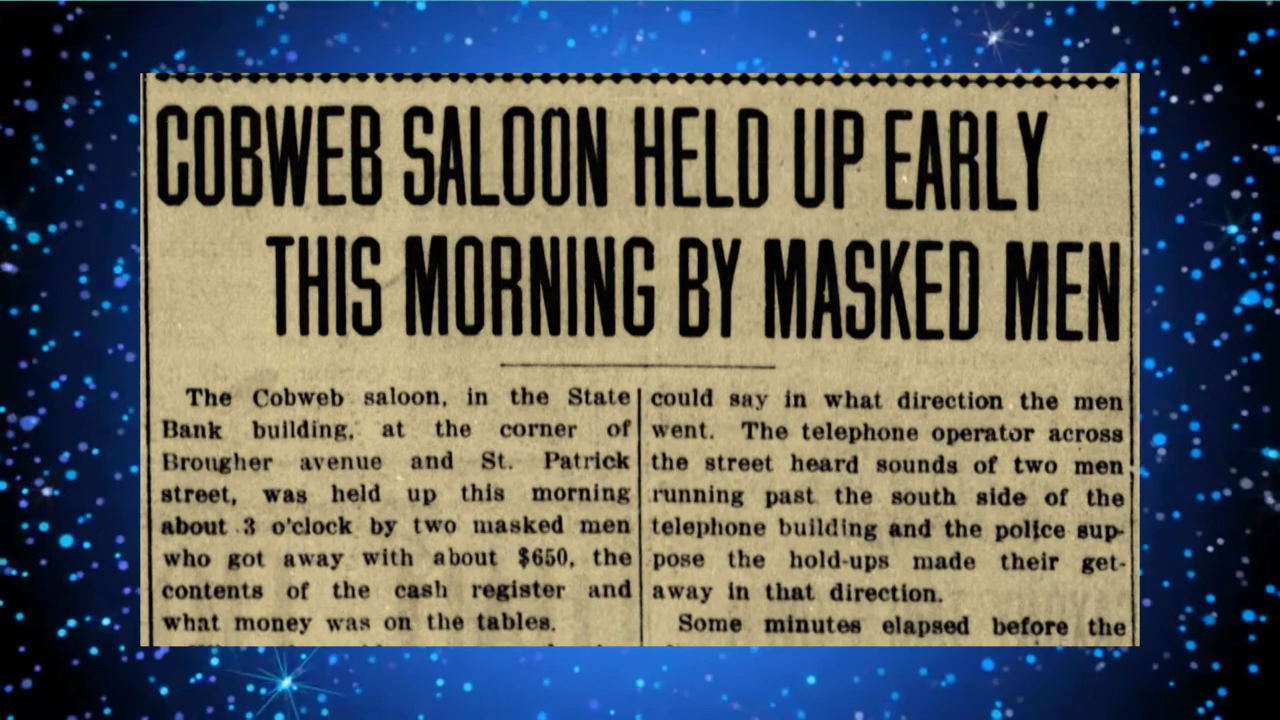 COBWEB SALOON HELD UP EARLY
THIS MORNING BY MASKED MEN
The Cobweb saloon, in the State
Bank building, at the corner of
Brougher avenue and St. Patrick
street, was held up this morning
about 3 o'clock by two masked men
who got away with about $650, the
contents of the cash register and
what money was on the tables.
could say in what direction the men
went. The telephone operator across
the street heard sounds of two men
running past the south side of the
telephone building and the police sup-
pose the hold-ups made their get-
away in that direction.
Some minutes elapsed before the